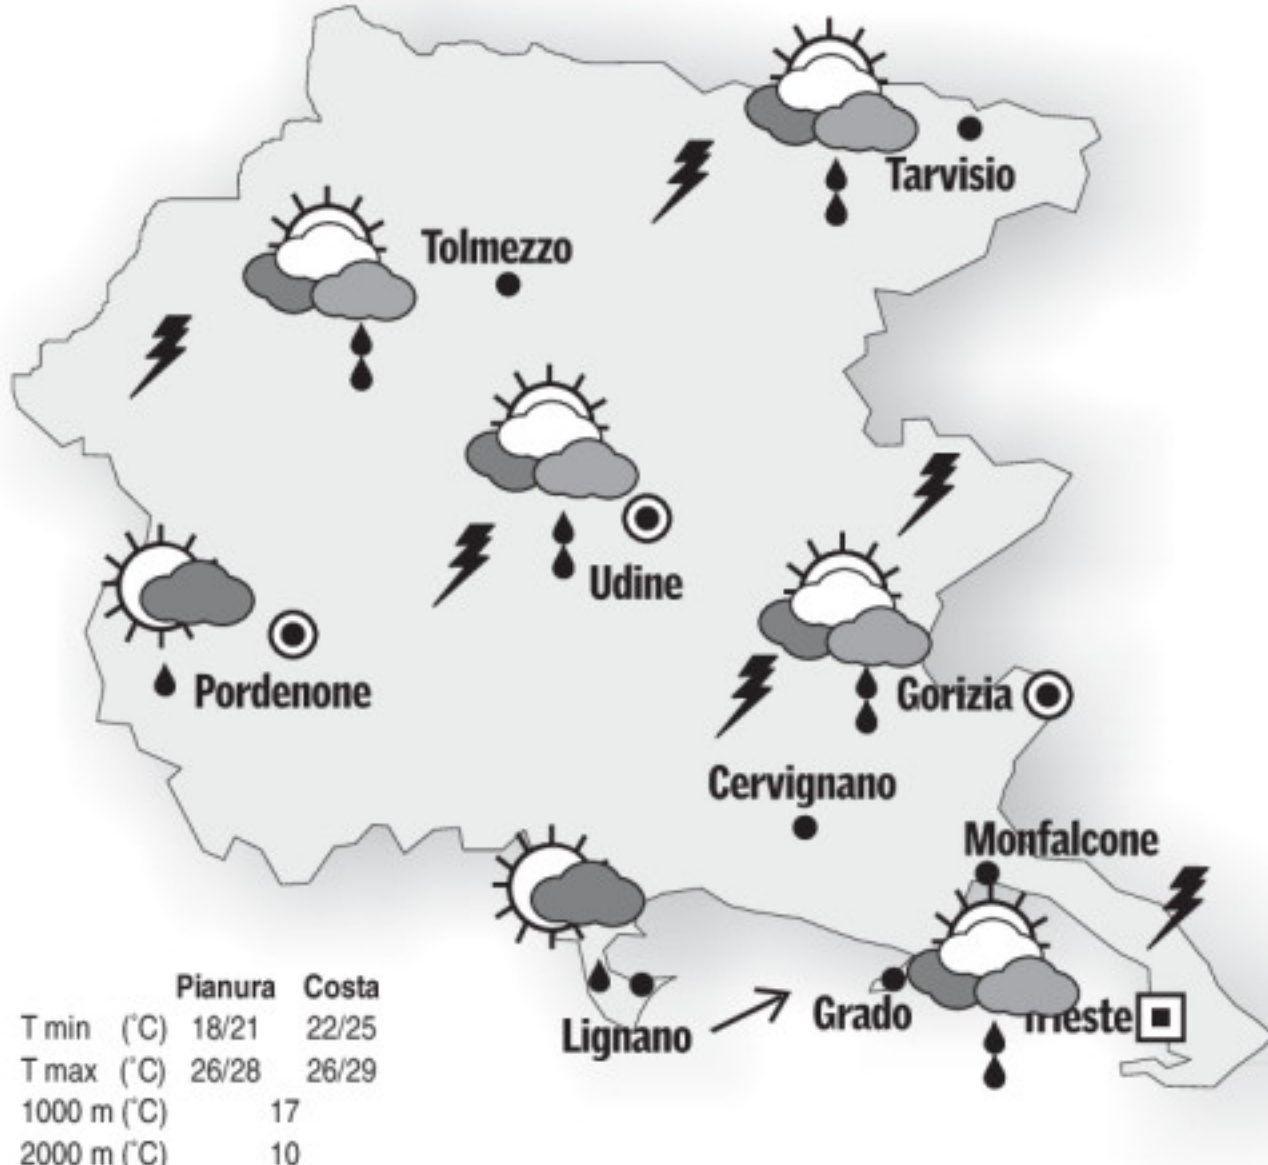 Tarvisio
Tolmezzo
Udine
Pordenone
Gorizia
Cervignano
Monfalcone
Pianura Costa
T min (°C) 18/21 22/25
Lignano
Grado
Trieste
T max (°C) 26/28 26/29
1000 m (°C) 17
2000 m (°C) 10